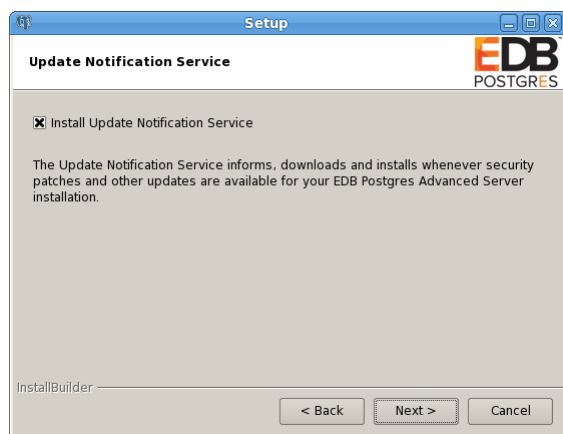 Setup
Update Notification Service
EDB
POSTGRES
Install Update Notification Service
The Update Notification Service informs, downloads and installs whenever security
patches and other updates are available for your EDB Postgres Advanced Server
installation.
InstallBuilder
< Back
Next >
Cancel